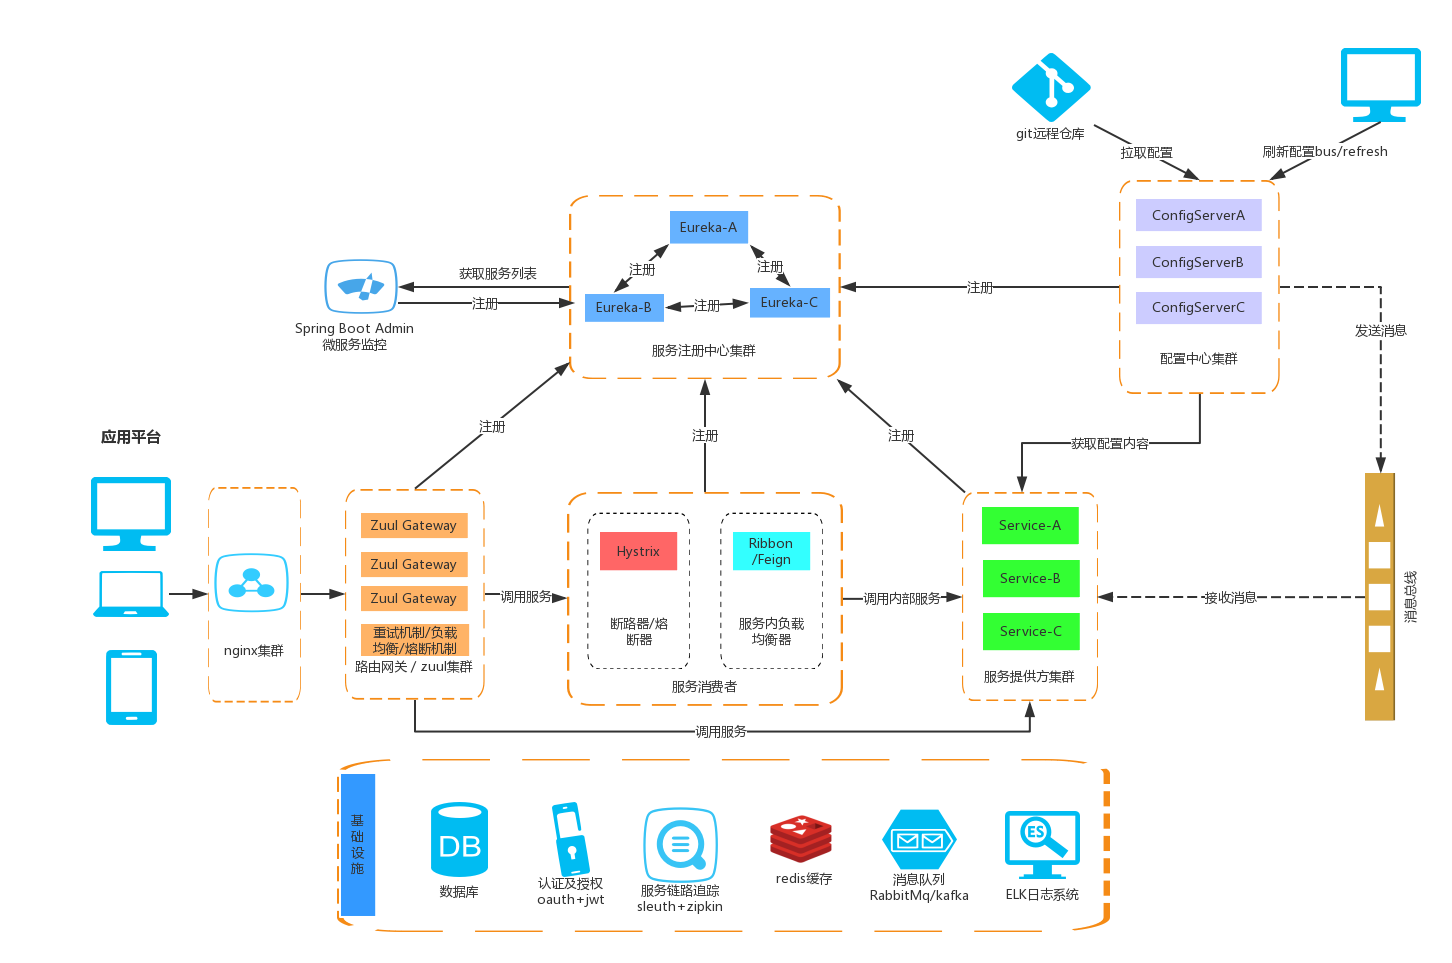 git远程仓库
拉取配置
刷新配置bus/refresh
ConfigServerA
ConfigServerB
ConfigServerC
配置中心集群
Eureka-A
注册
注册
Eureka-B
注册
Eureka-C
服务注册中心集群
获取服务列表
注册
Spring Boot Admin
微服务监控
注册
发送消息
注册
注册
注册
获取配置内容
应用平台
nginx集群
Zuul Gateway
Zuul Gateway
Zuul Gateway
重试机制/负载
均衡/熔断机制
路由网关 / zuul集群
调用服务
Hystrix
断路器/熔
断器
Ribbon
/Feign
服务内负载
均衡器
服务消费者
调用内部服务
Service-A
Service-B
Service-C
服务提供方集群
接收消息
消息总线
调用服务
基
础
设
施
DB
数据库
认证及授权
oauth+jwt
服务链路追踪
sleuth+zipkin
redis缓存
消息队列
RabbitMq/kafka
ES
ELK日志系统